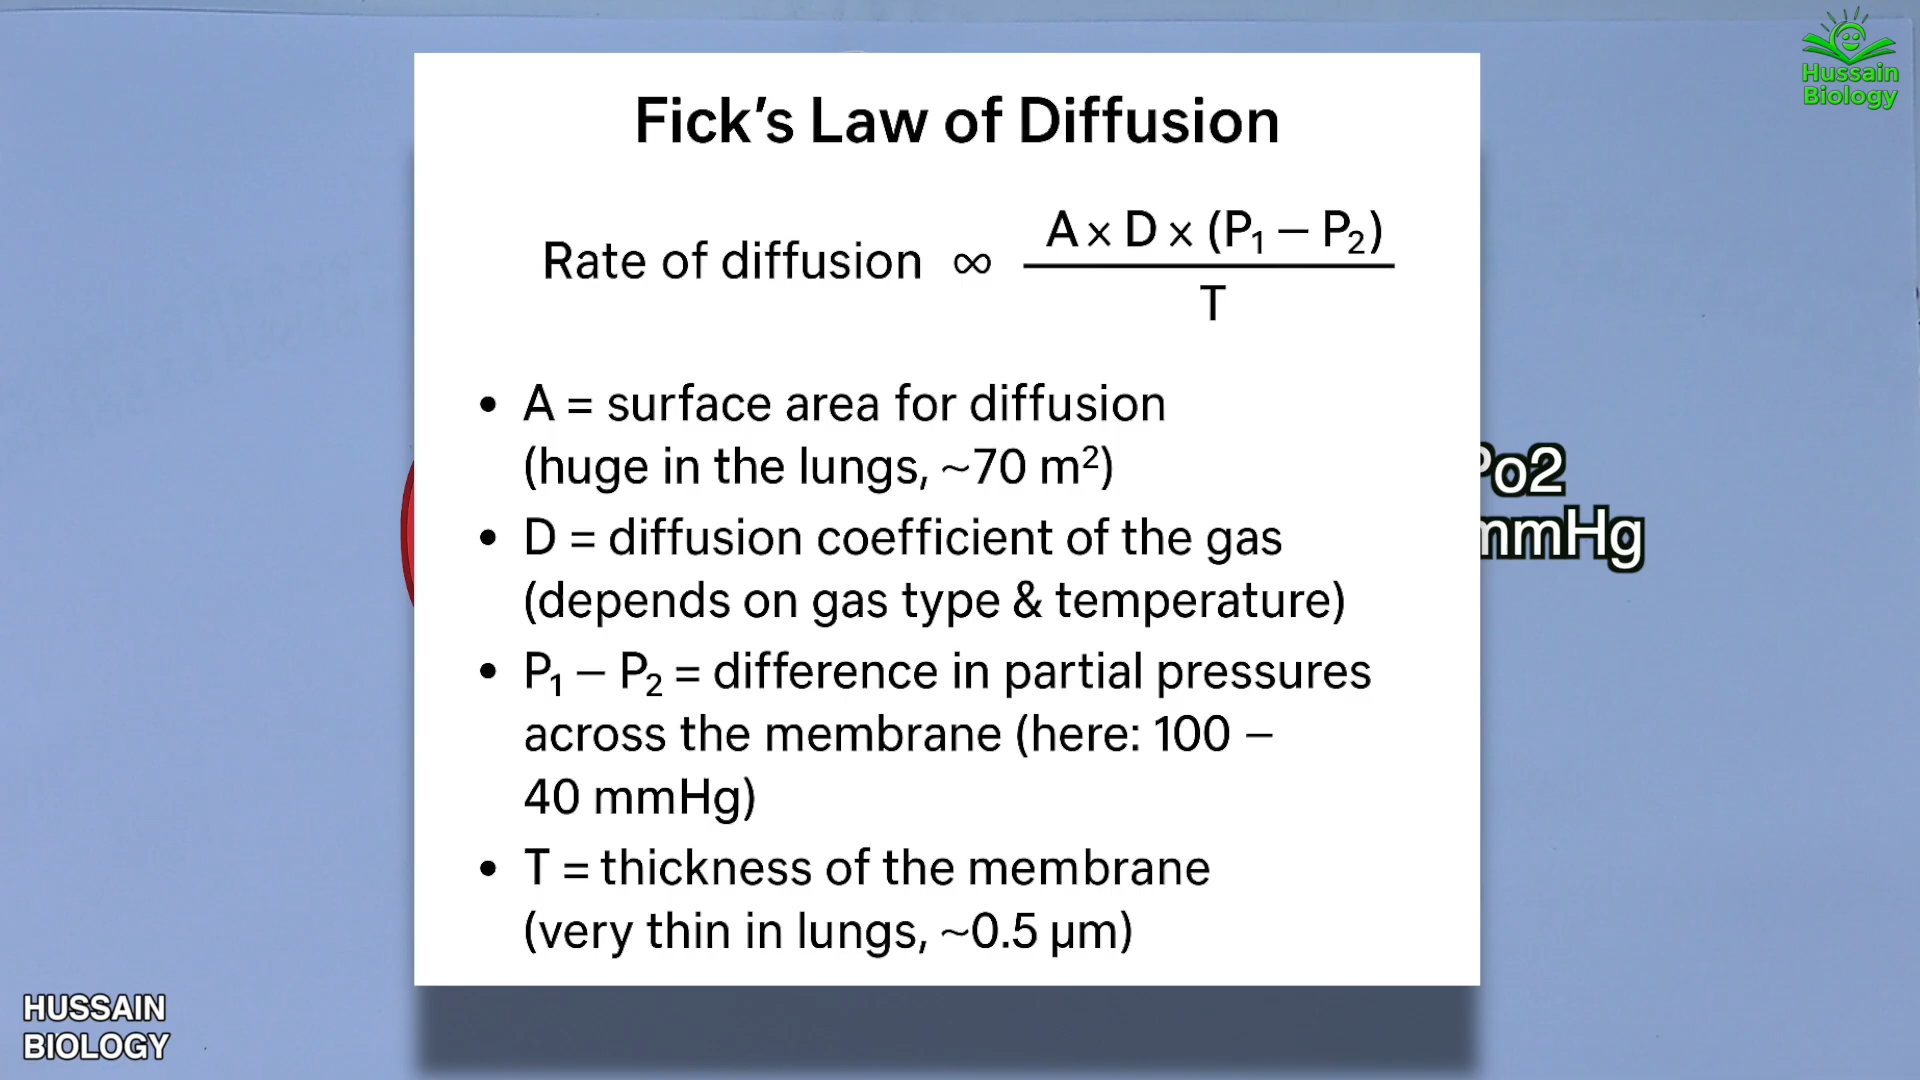 Hussain
Biology
Fick's Law of Diffusion
Rate of diffusion ∞ A × D × (P₁ – P₂)
T
• A = surface area for diffusion
(huge in the lungs, ~70 m²)
• D = diffusion coefficient of the gas
(depends on gas type & temperature)
• P₁ – P₂ = difference in partial pressures
across the membrane (here: 100 –
40 mmHg)
• T = thickness of the membrane
(very thin in lungs, ~0.5 µm)
Po2
mmHg
HUSSAIN
BIOLOGY